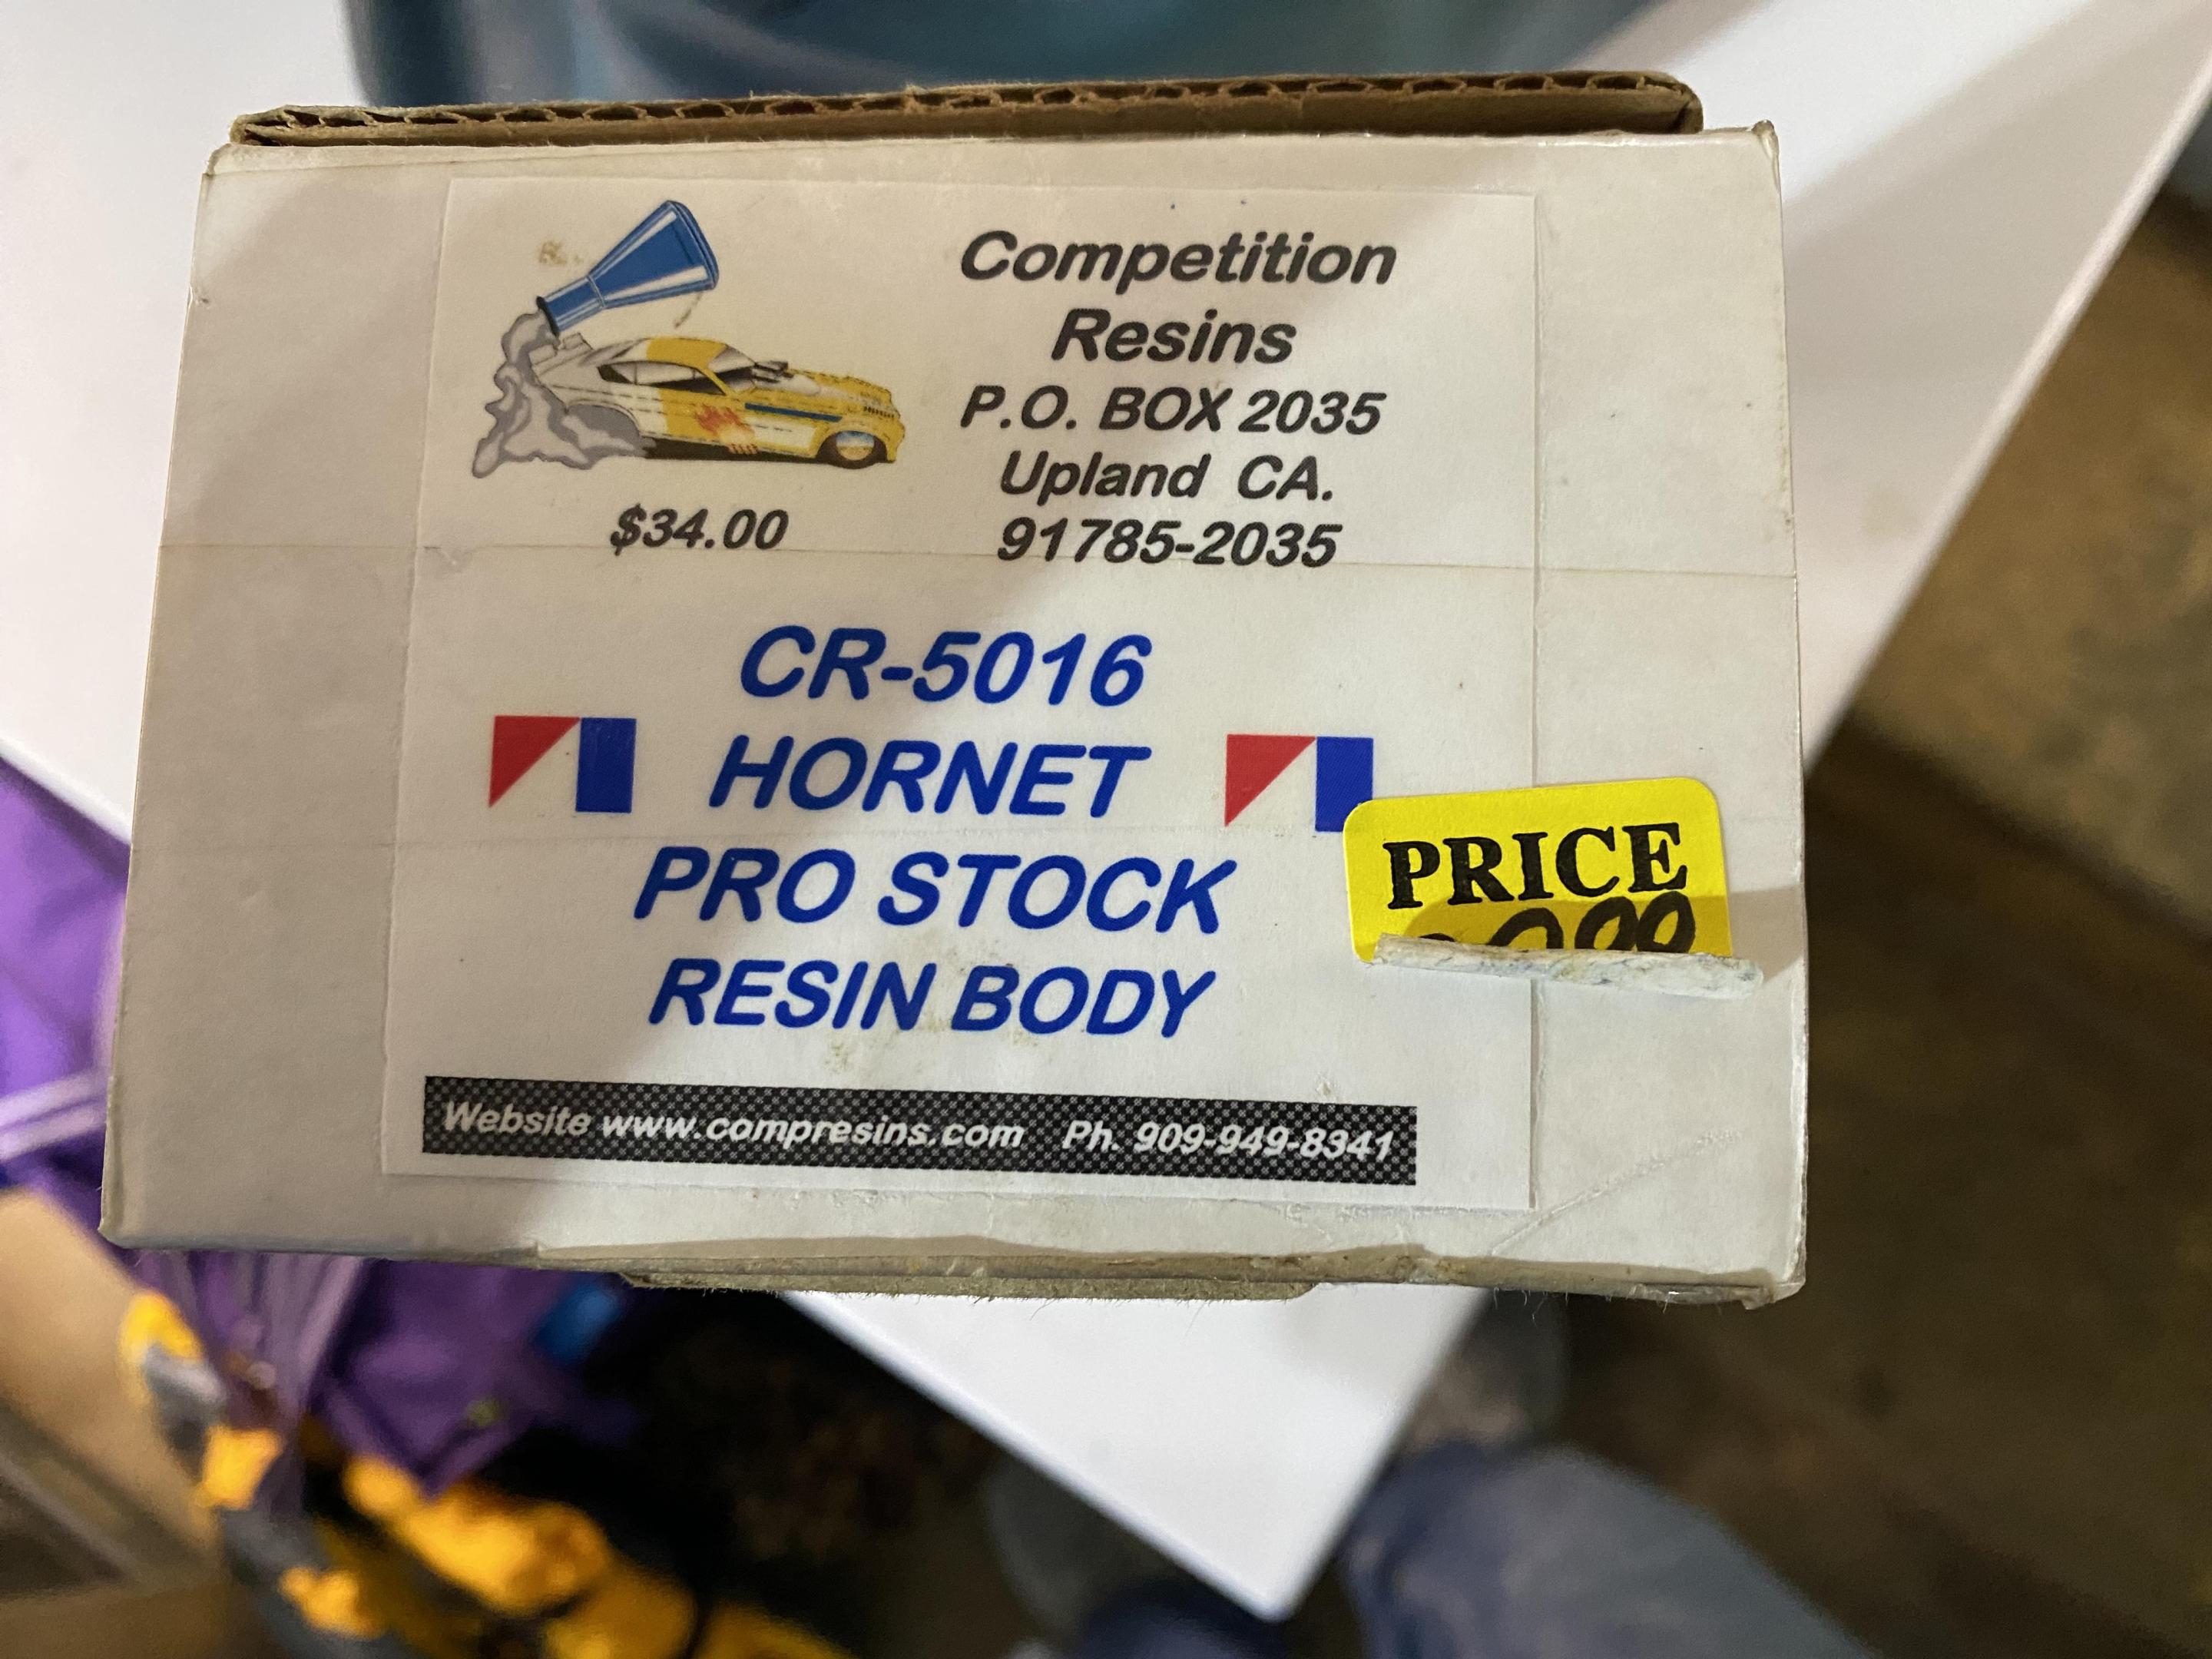 Competition
Resins
P.O. BOX 2035
Upland CA.
91785-2035
$34.00
CR-5016
HORNET
PRO STOCK
RESIN BODY
PRICE
Website www.compresins.com Ph. 909-949-8341